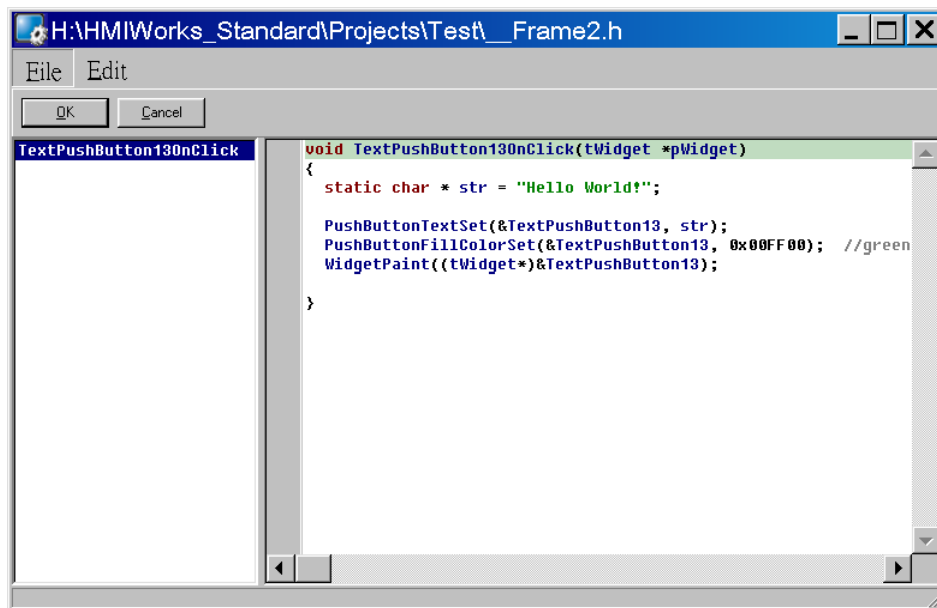 H:\HMIWorks_Standard\Projects\Test\__Frame2.h
File Edit
OK Cancel
TextPushButton13OnClick
void TextPushButton13OnClick(tWidget *pWidget)
{
static char * str = "Hello World!";
PushButtonTextSet(&TextPushButton13, str);
PushButtonFillColorSet(&TextPushButton13, 0x00FF00); //green
WidgetPaint((tWidget*)&TextPushButton13);
}